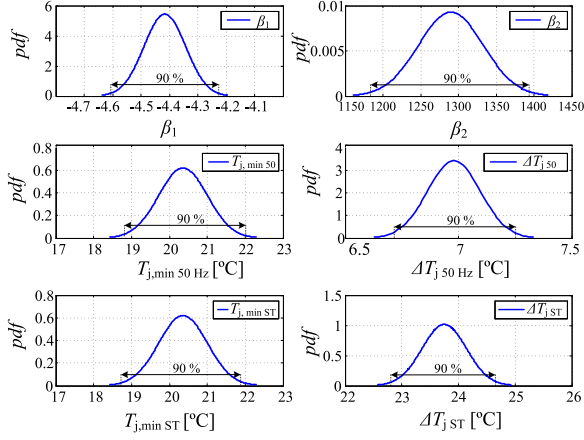 pdf
6
4
2
0
β1
90 %
-4.7 -4.6 -4.5 -4.4 -4.3 -4.2 -4.1
β1
pdf
0.01
0.005
0
β2
90 %
1200 1250 1300 1350 1400 1450
β2
pdf
0.8
0.6
0.4
0.2
0
Tj, min 50
90 %
17 18 19 20 21 22 23
Tj,min 50 Hz [ºC]
pdf
4
3
2
1
0
ΔTj 50
90 %
6.5 7 7.5
ΔTj 50 Hz [ºC]
pdf
0.8
0.6
0.4
0.2
0
Tj, min ST
90 %
17 18 19 20 21 22 23
Tj,min ST [ºC]
pdf
1.5
1
0.5
0
ΔTj ST
90 %
22 23 24 25 26
ΔTj ST [ºC]